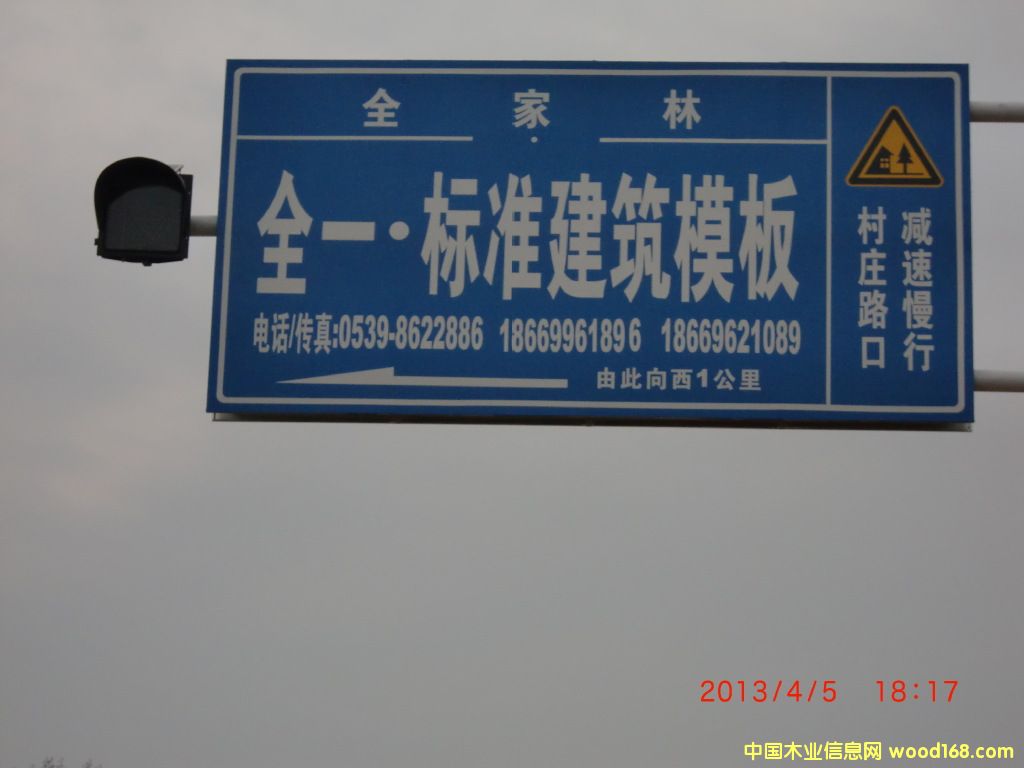 全 家 林
全一·标准建筑模板
电话/传真:0539-8622886 18669961896 18669621089
由此向西1公里
减速慢行
村庄路口
2013/4/5 18:17
中国木业信息网 wood168.com